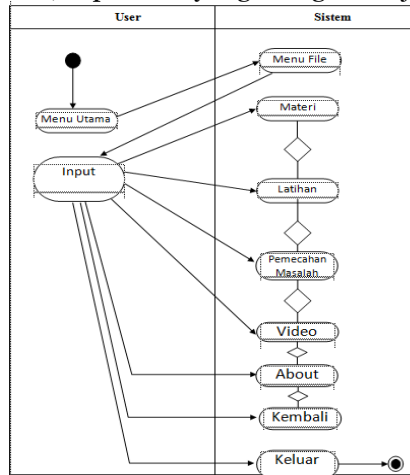 User
Sistem
Menu File
Menu Utama
Materi
Input
Latihan
Pemecahan
Masalah
Video
About
Kembali
Keluar